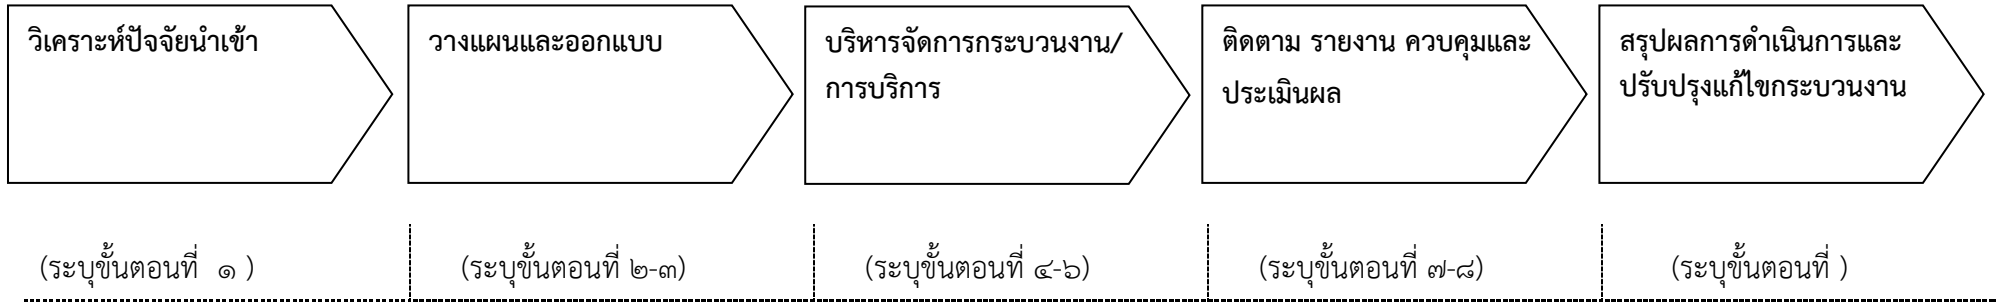 วิเคราะห์ปัจจัยนำเข้า
วางแผนและออกแบบ
บริหารจัดการกระบวนงาน/
การบริการ
ติดตาม รายงาน ควบคุมและ
ประเมินผล
สรุปผลการดำเนินการและ
ปรับปรุงแก้ไขกระบวนงาน
(ระบุขั้นตอนที่ ๑ )
(ระบุขั้นตอนที่ ๒-๓)
(ระบุขั้นตอนที่ ๔-๖)
(ระบุขั้นตอนที่ ๗-๘)
(ระบุขั้นตอนที่ )